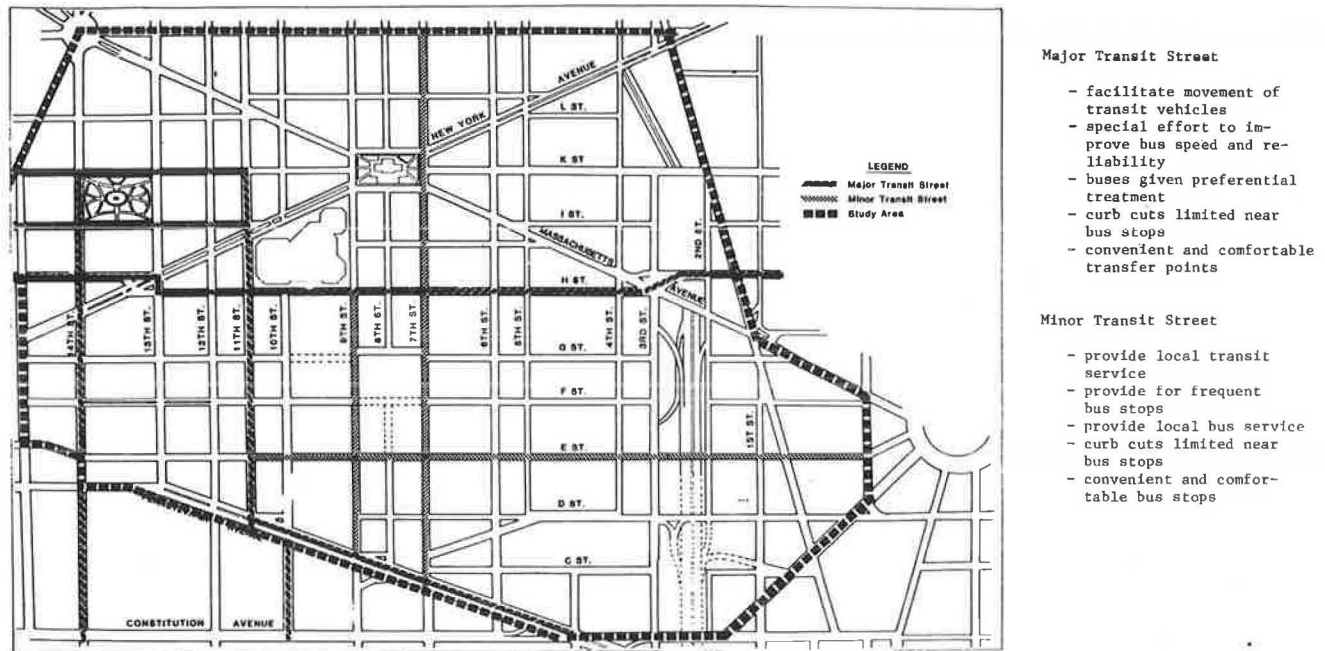 AVENUE
L ST.
NEW YORK
K ST
LEGEND
Major Transit Street
Minor Transit Street
Study Area
I ST.
MASSACHUSETTS
AVENUE
2ND ST.
H ST.
14TH ST.
13TH ST.
12TH ST.
11TH ST.
10TH ST.
9TH ST.
8TH ST.
7TH ST
6TH ST.
5TH ST.
4TH ST.
3RD ST.
G ST.
F ST.
E ST
1ST ST.
D ST.
C ST.
CONSTITUTION AVENUE
Major Transit Street
- facilitate movement of
transit vehicles
- special effort to im-
prove bus speed and re-
liability
- buses given preferential
treatment
- curb cuts limited near
bus stops
- convenient and comfortable
transfer points
Minor Transit Street
- provide local transit
service
- provide for frequent
bus stops
- provide local bus service
- curb cuts limited near
bus stops
- convenient and comfor-
table bus stops